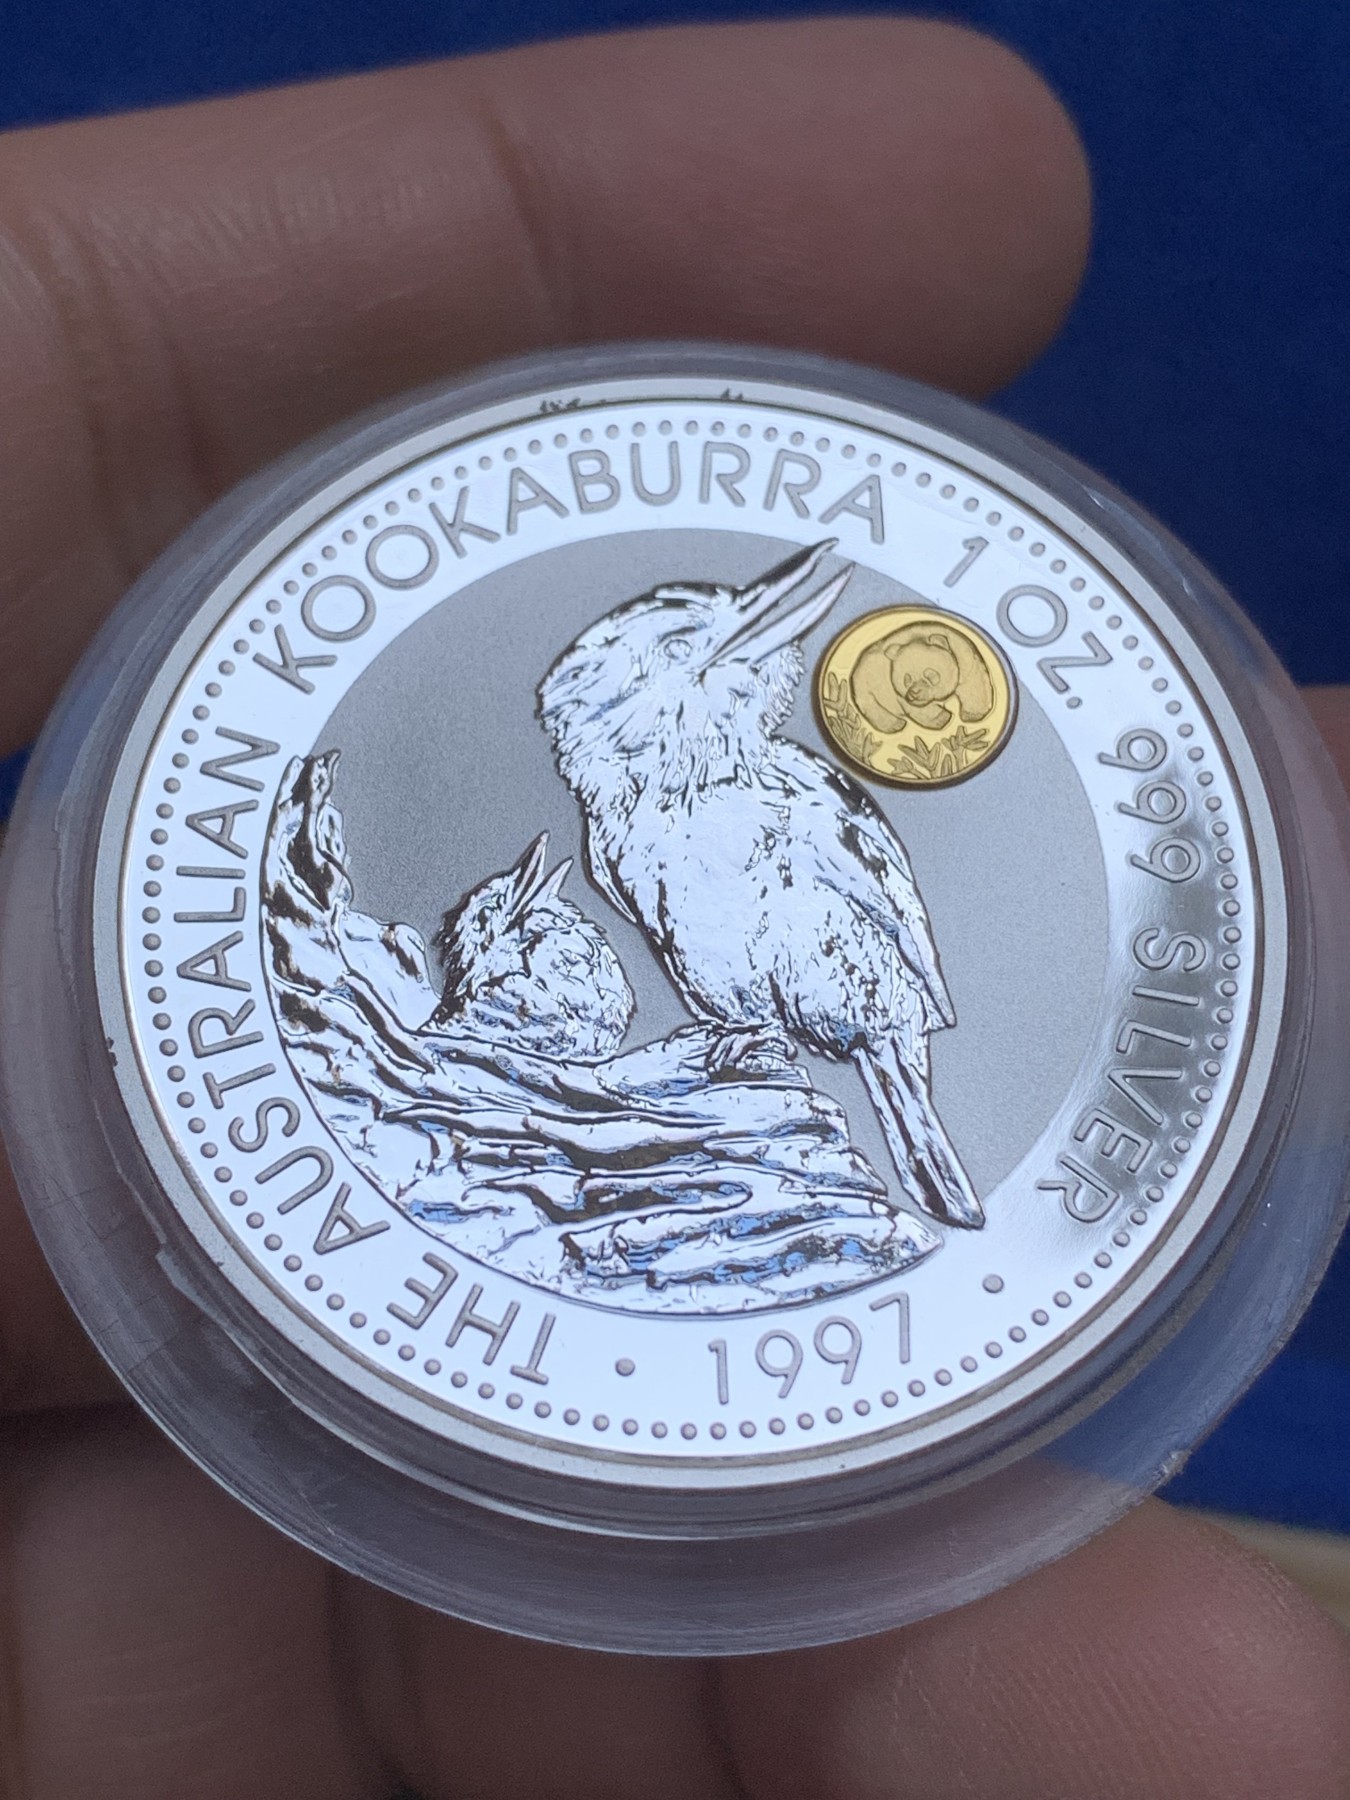 THE AUSTRALIAN KOOKABURRA 1 OZ. 999 SILVER
• 1997 •